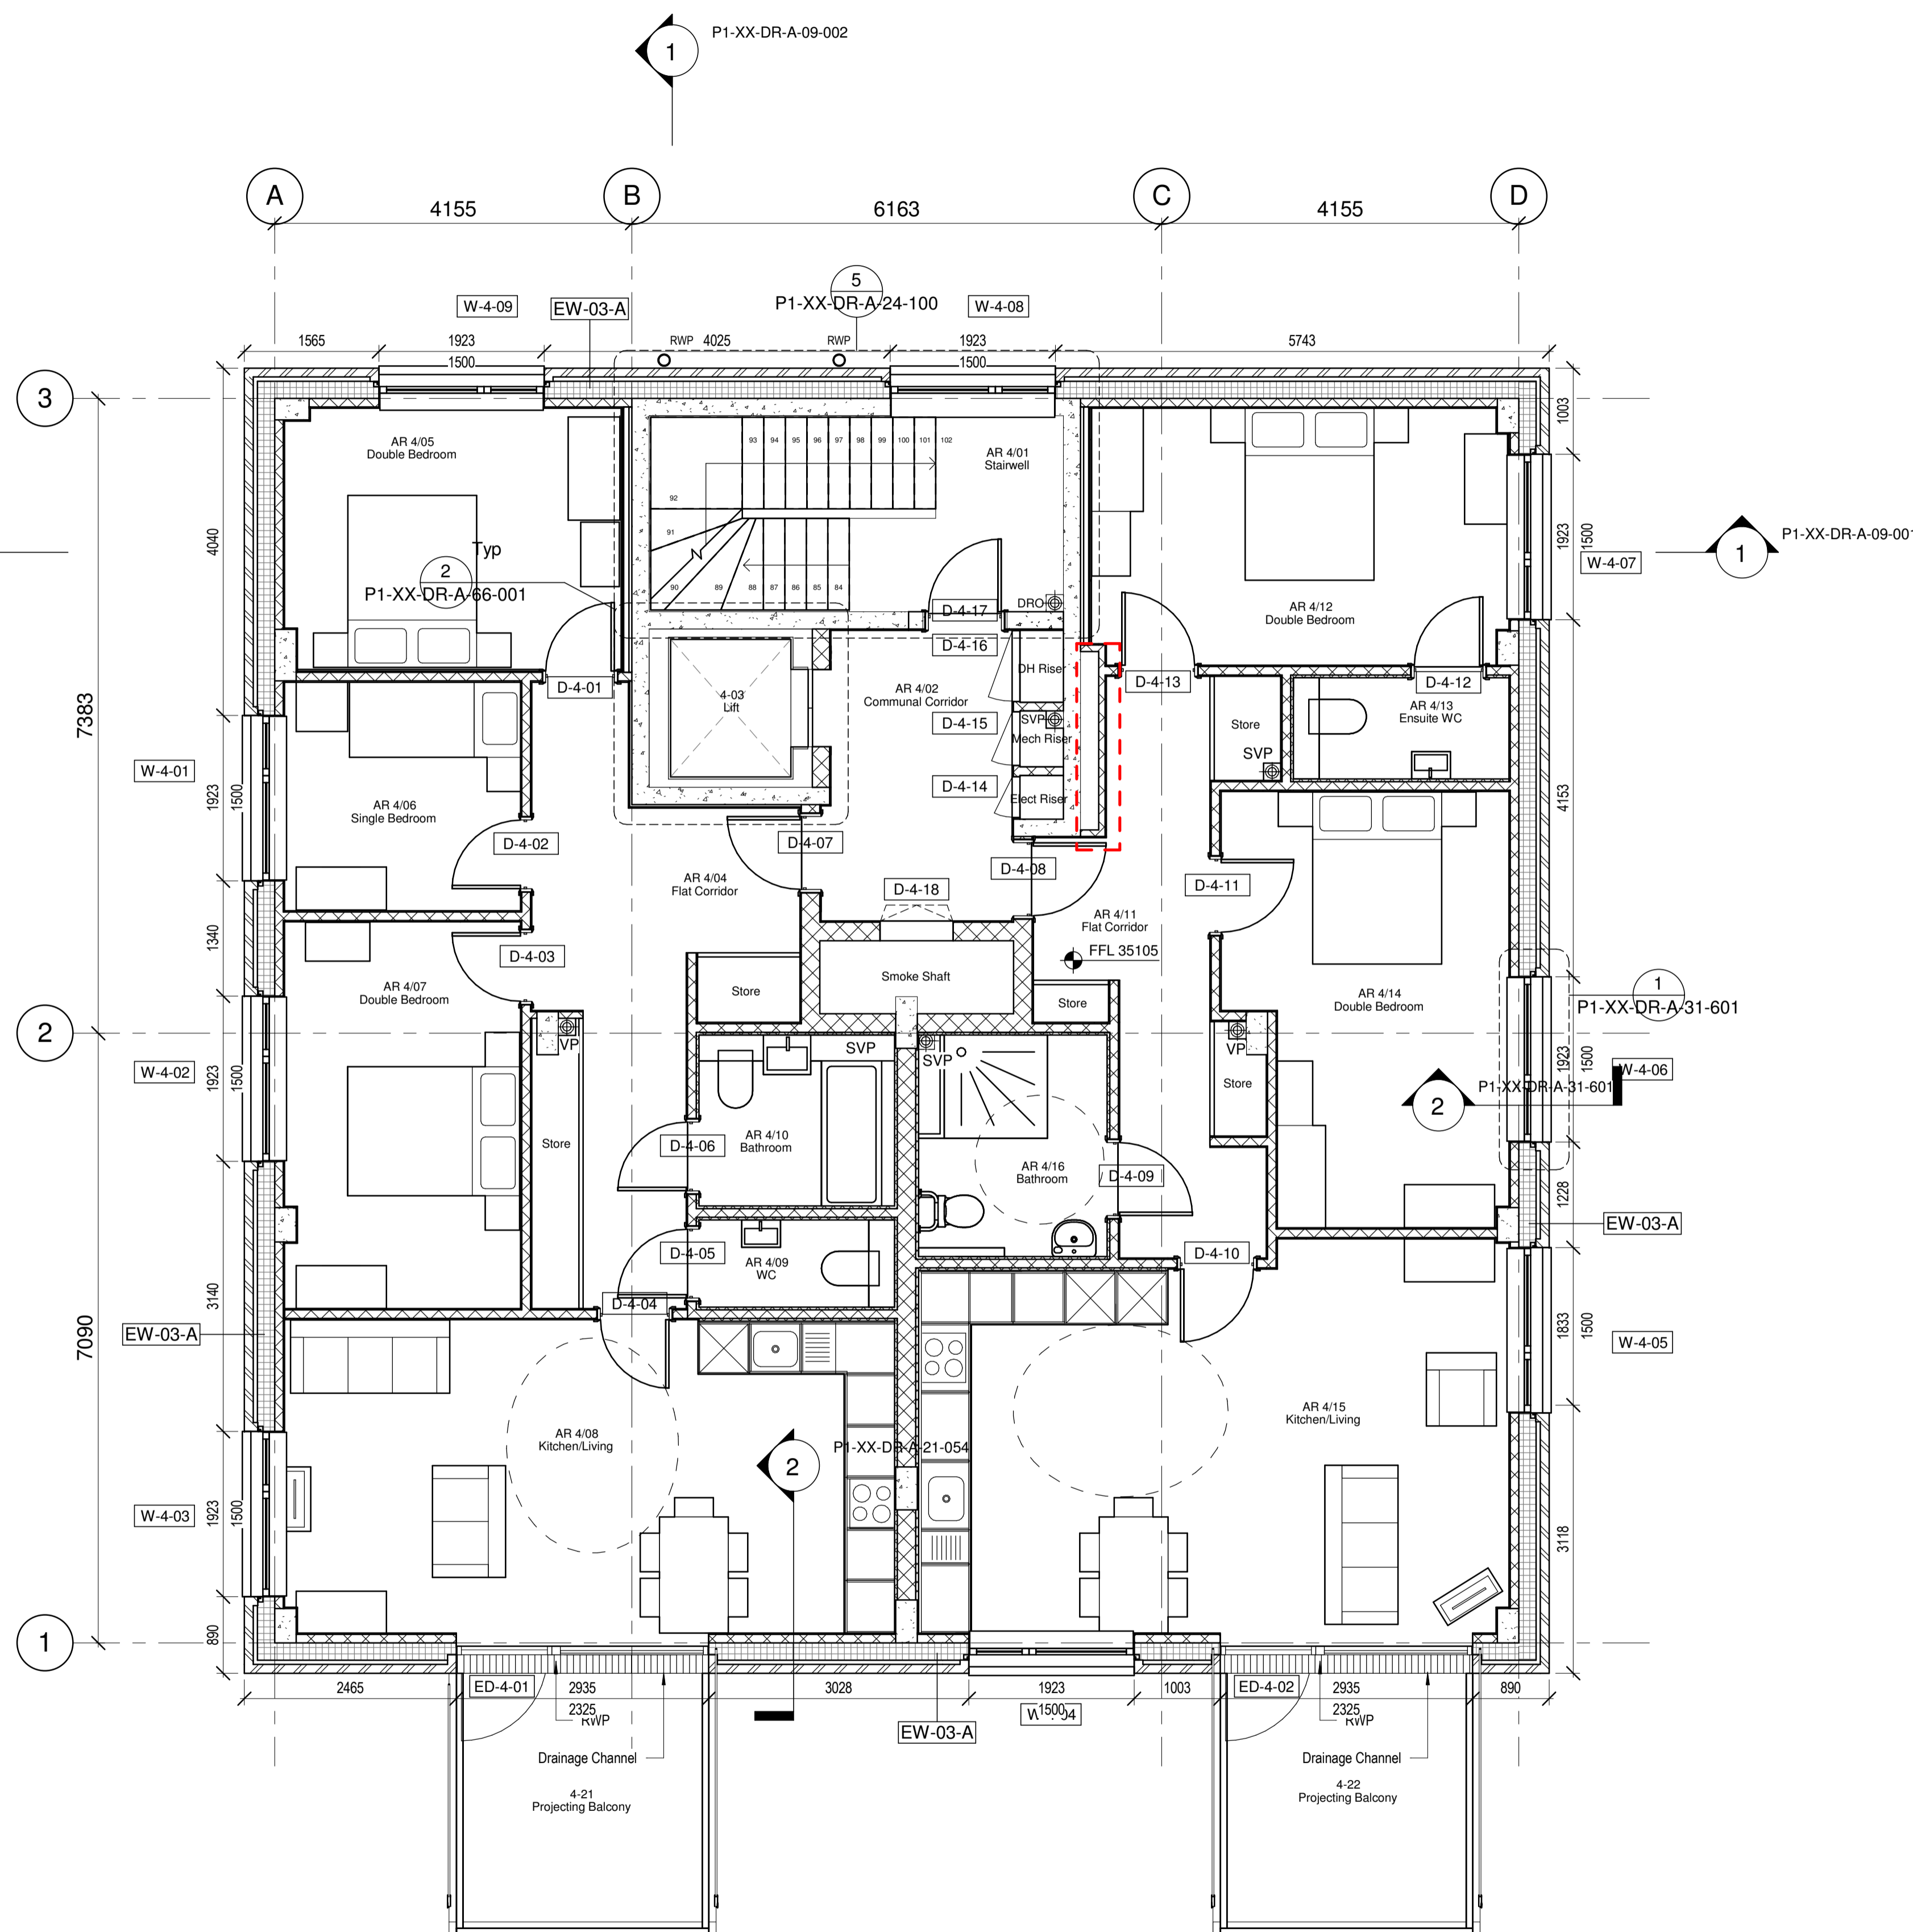 P1-XX-DR-A-09-002
1
A
B
C
D
4155
6163
4155
5
P1-XX-DR-A-24-100
W-4-09
EW-03-A
W-4-08
1565
1923
1500
RWP
4025
RWP
1923
1500
5743
3
1003
AR 4/05
Double Bedroom
93 94 95 96 97 98 99 100 101 102
AR 4/01
Stairwell
92
91
90
89
88 87 86 85 84
4040
Typ
2
P1-XX-DR-A-66-001
1923
1500
W-4-07
1
P1-XX-DR-A-09-001
DRO
D-4-17
D-4-16
AR 4/12
Double Bedroom
D-4-01
4-03
Lift
AR 4/02
Communal Corridor
DH Riser
D-4-13
D-4-12
AR 4/13
Ensuite WC
Store
SVP
7383
D-4-15
SVP
Mech Riser
W-4-01
1923
1500
AR 4/06
Single Bedroom
D-4-14
Elect Riser
4153
D-4-02
D-4-07
D-4-08
D-4-11
AR 4/04
Flat Corridor
D-4-18
AR 4/11
Flat Corridor
FFL 35105
1340
D-4-03
AR 4/07
Double Bedroom
Store
Smoke Shaft
Store
AR 4/14
Double Bedroom
1
P1-XX-DR-A-31-601
2
VP
SVP
SVP
VP
1923
1500
W-4-06
W-4-02
1923
1500
Store
P1-XX-DR-A-31-601
2
Store
D-4-06
AR 4/10
Bathroom
AR 4/16
Bathroom
D-4-09
1228
EW-03-A
D-4-05
AR 4/09
WC
D-4-10
3140
D-4-04
EW-03-A
7090
1833
1500
W-4-05
AR 4/08
Kitchen/Living
P1-XX-DR-A-21-054
2
AR 4/15
Kitchen/Living
W-4-03
1923
1500
3118
1
890
2465
ED-4-01
2935
2325
RWP
3028
1923
1500
1003
ED-4-02
2935
2325
RWP
890
EW-03-A
Drainage Channel
Drainage Channel
4-21
Projecting Balcony
4-22
Projecting Balcony